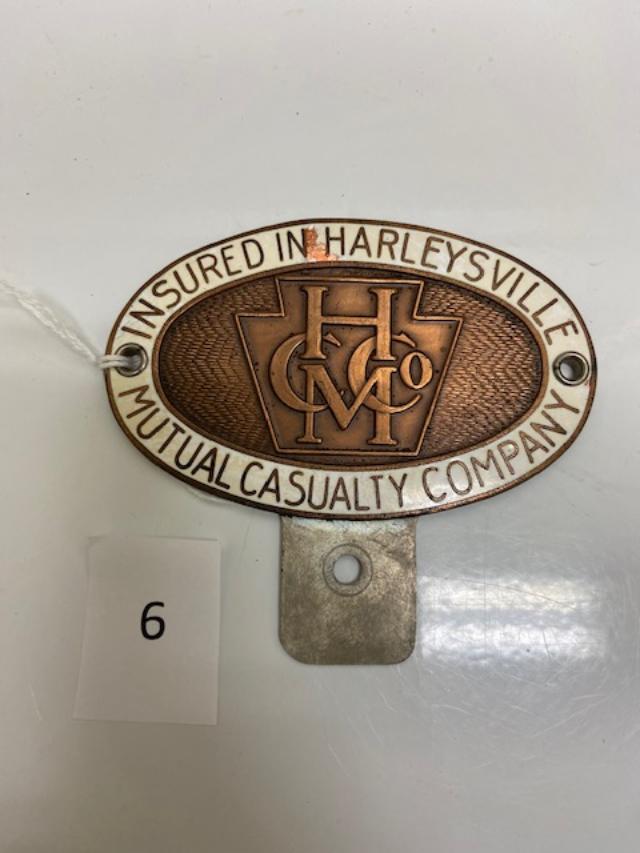 INSURED IN HARLEYSVILLE
HMCCo
MUTUAL CASUALTY COMPANY
6